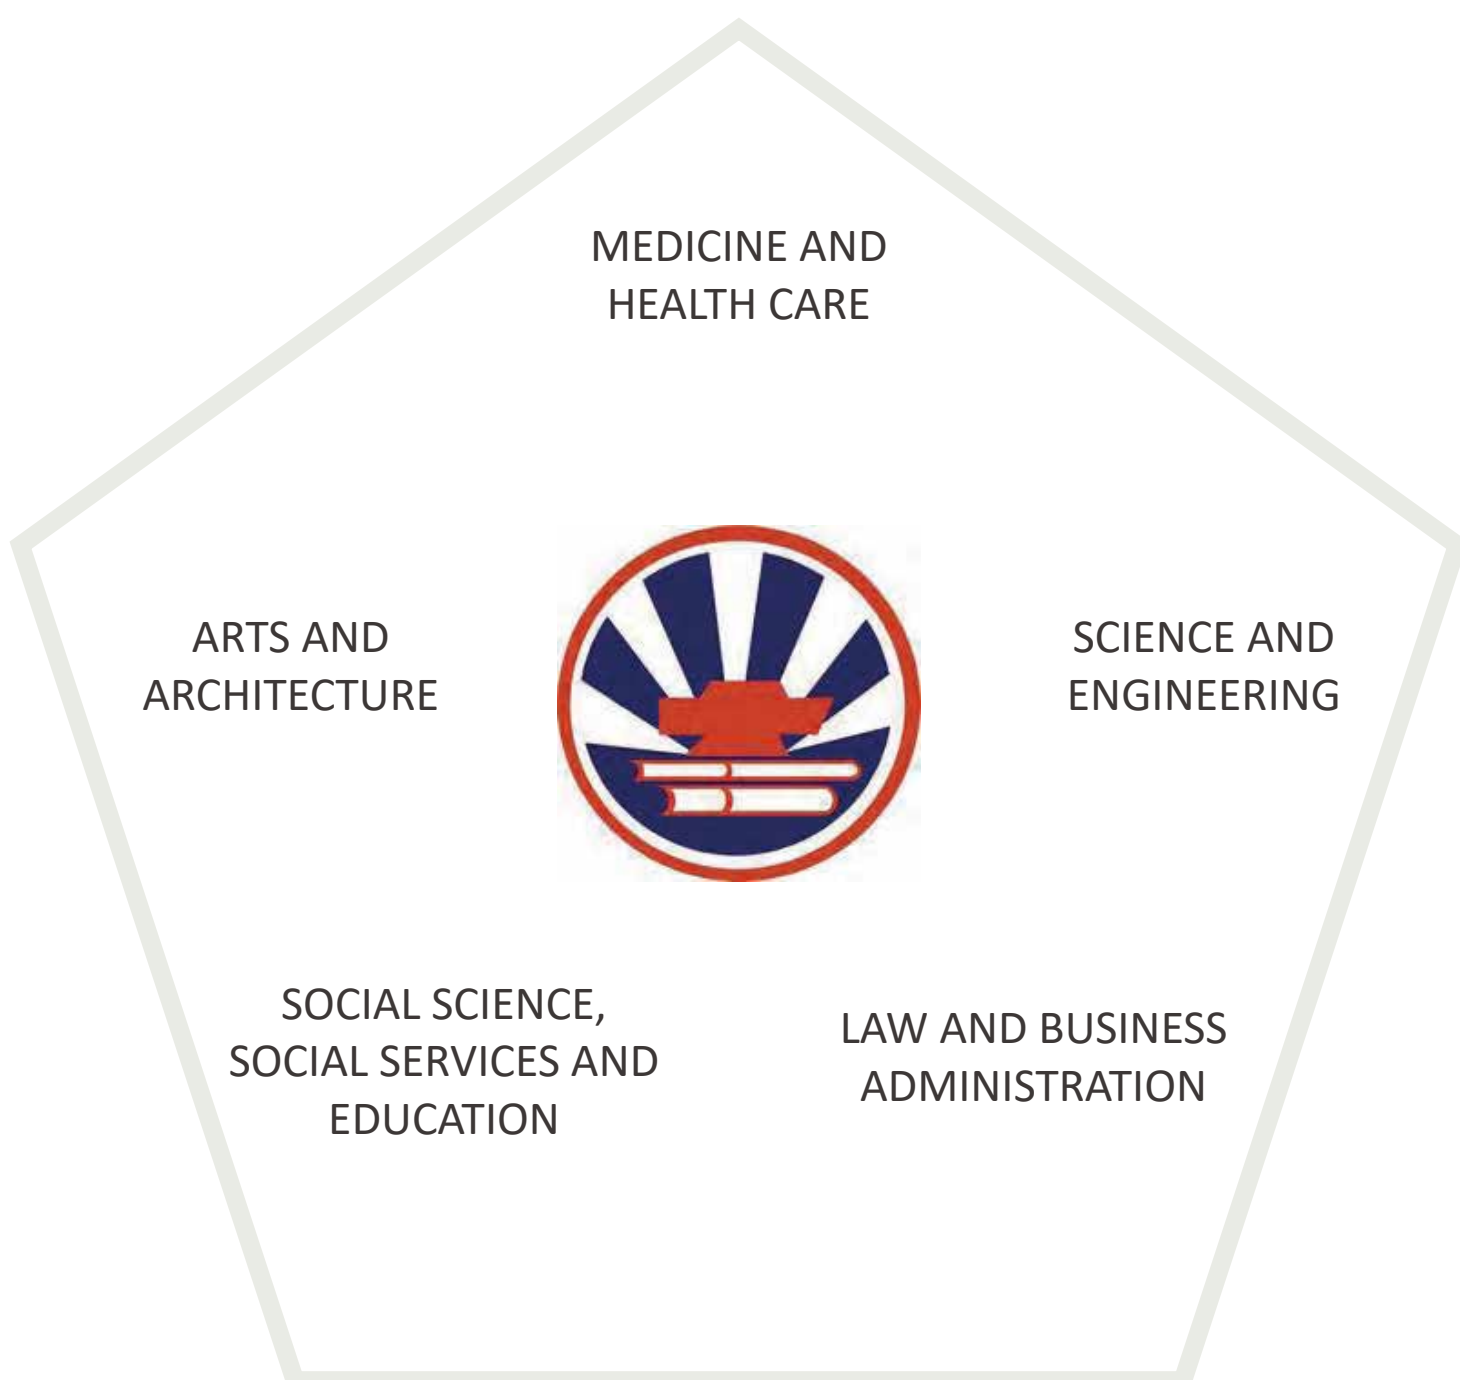 MEDICINE AND
HEALTH CARE
ARTS AND
ARCHITECTURE
SCIENCE AND
ENGINEERING
SOCIAL SCIENCE,
SOCIAL SERVICES AND
EDUCATION
LAW AND BUSINESS
ADMINISTRATION